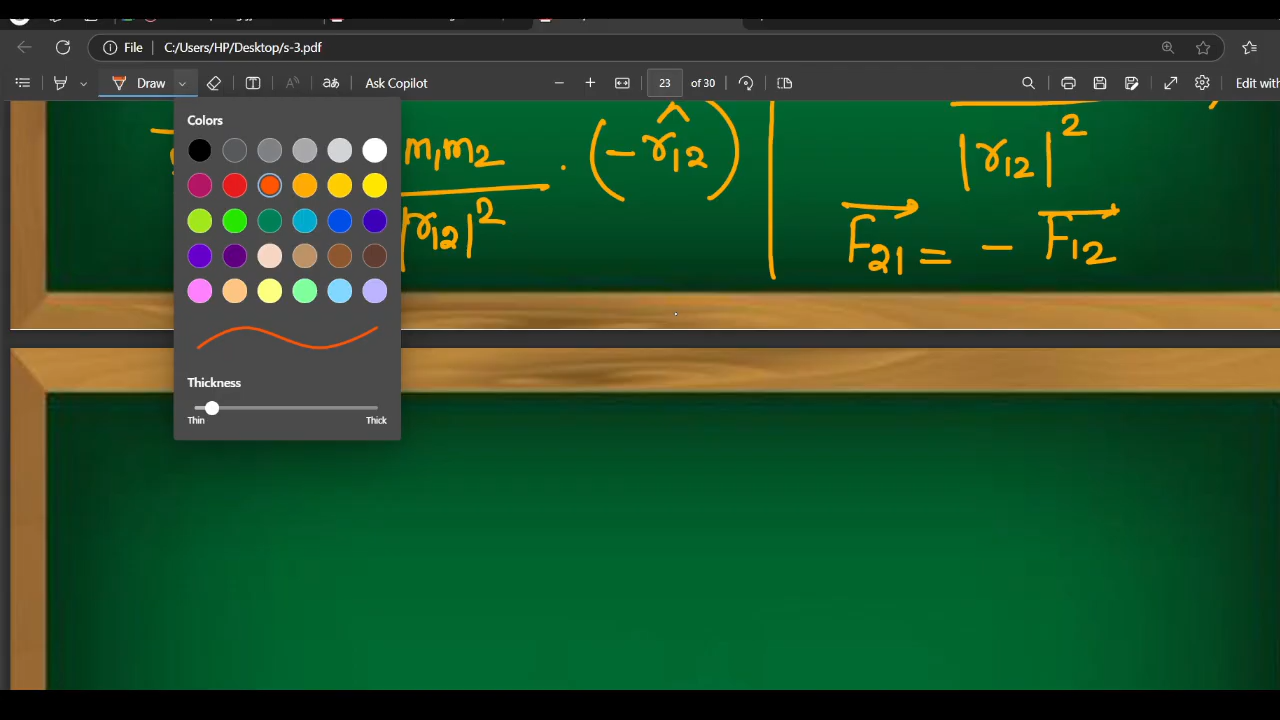 File | C:/Users/HP/Desktop/s-3.pdf
Draw Ask Copilot 23 of 30 Edit with
Colors
Thickness
Thin Thick
m₁m₂ / |r₁₂|² · (-r̂₁₂)
|r₁₂|²
F⃗₂₁ = - F⃗₁₂